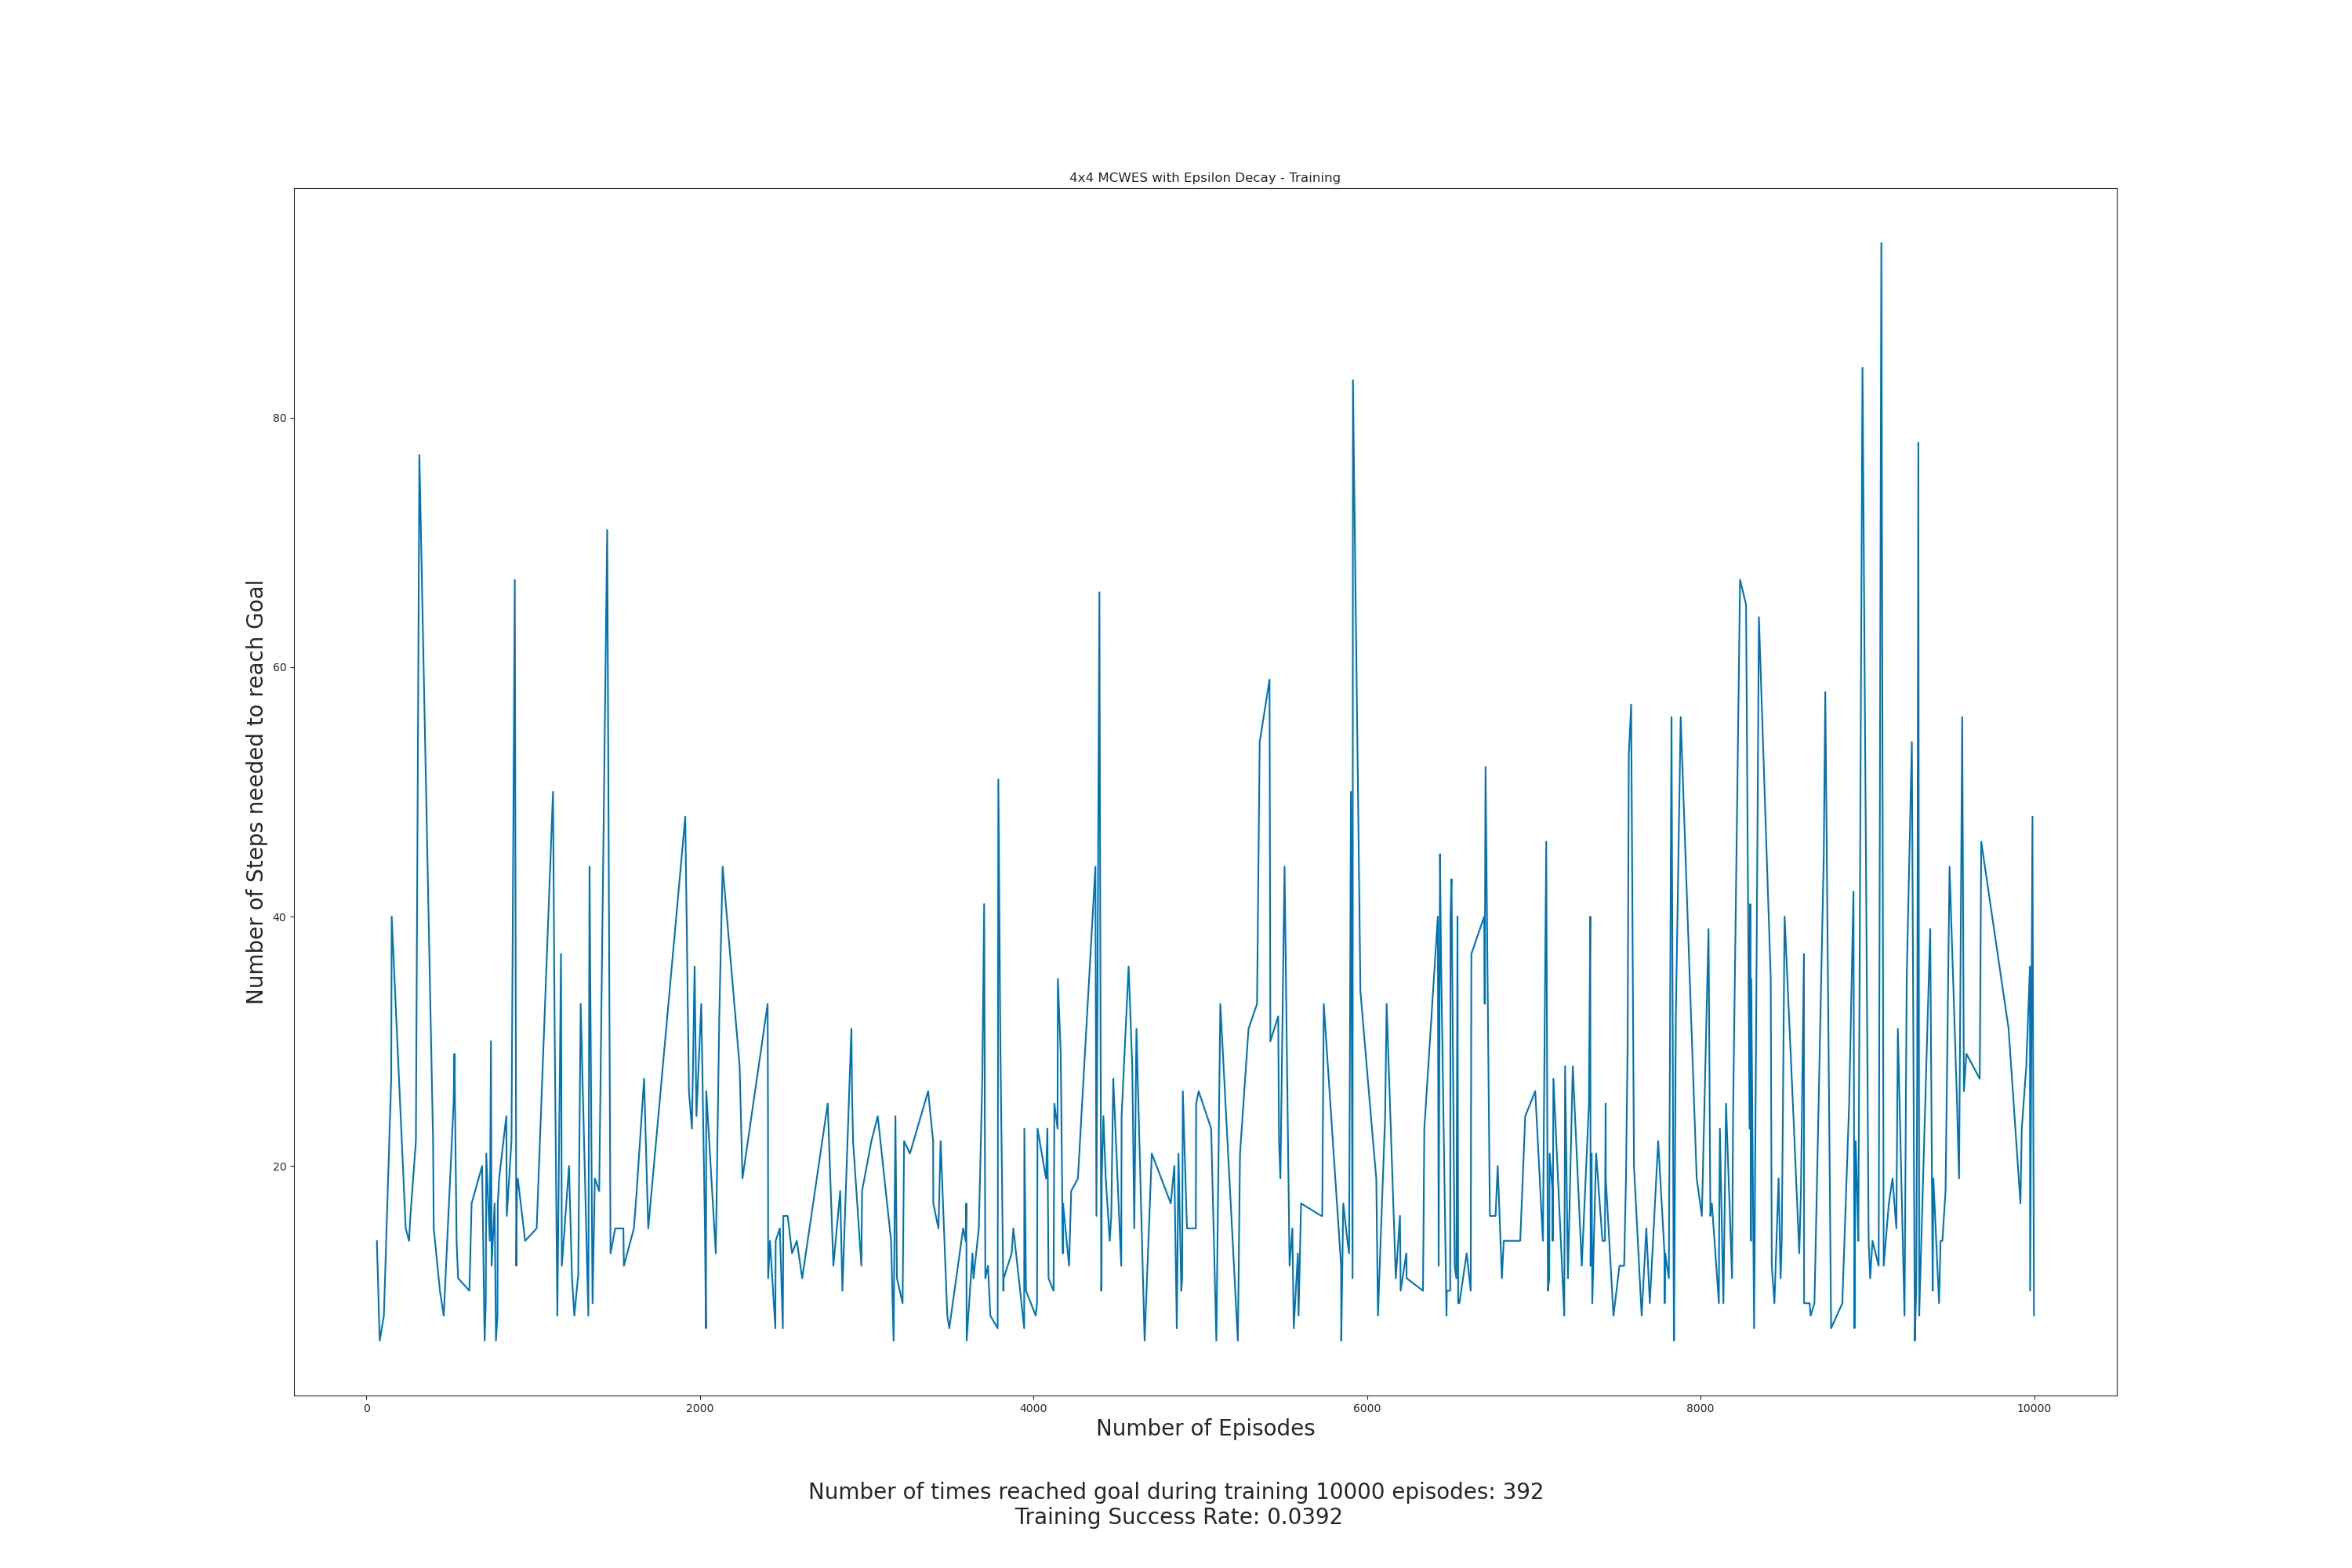 4x4 MCWES with Epsilon Decay - Training
80
60
40
20
Number of Steps needed to reach Goal
0 2000 4000 6000 8000 10000
Number of Episodes
Number of times reached goal during training 10000 episodes: 392
Training Success Rate: 0.0392